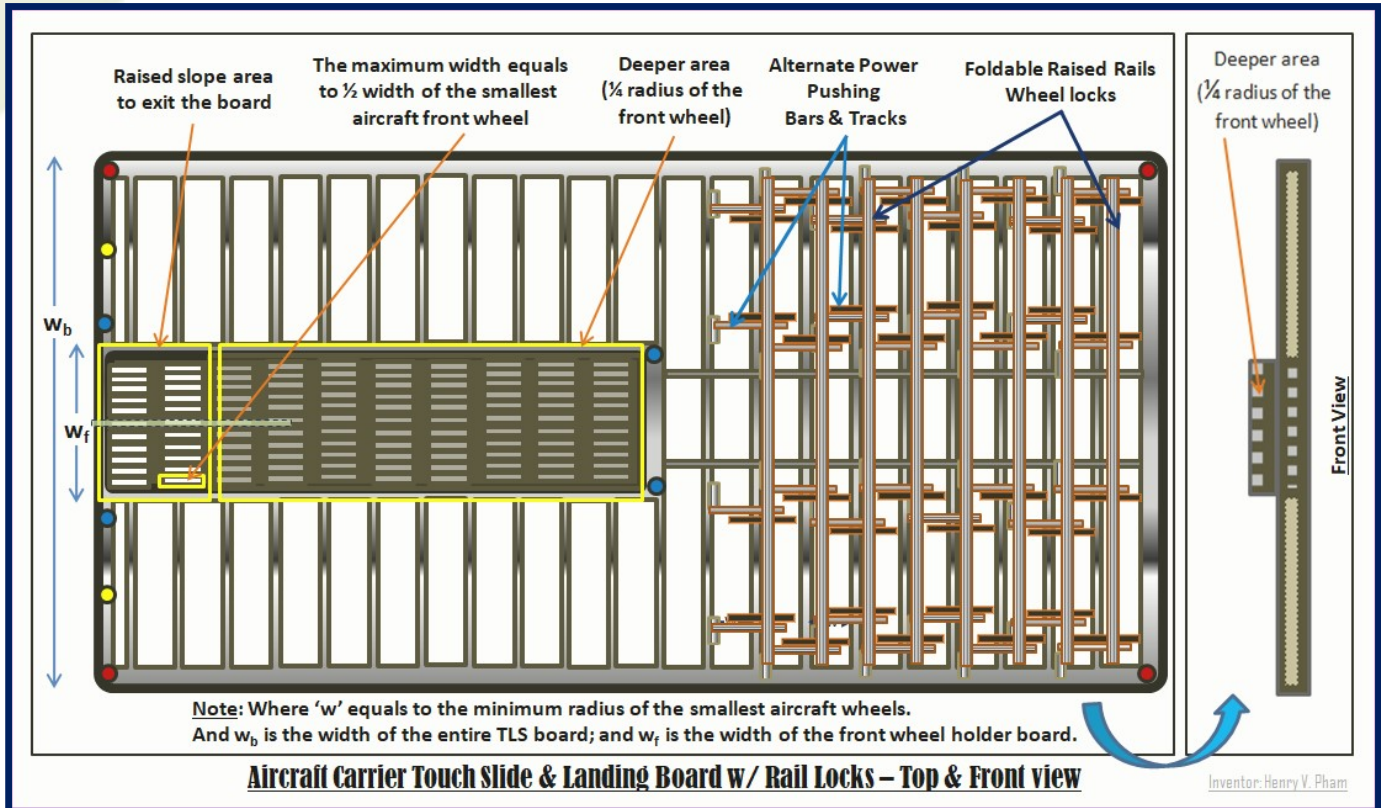 Raised slope area
to exit the board
The maximum width equals
to ½ width of the smallest
aircraft front wheel
Deeper area
(¼ radius of the
front wheel)
Alternate Power
Pushing
Bars & Tracks
Foldable Raised Rails
Wheel locks
Deeper area
(¼ radius of the
front wheel)
wb
wf
Front View
Note: Where ‘w’ equals to the minimum radius of the smallest aircraft wheels.
And wb is the width of the entire TLS board; and wf is the width of the front wheel holder board.
Aircraft Carrier Touch Slide & Landing Board w/ Rail Locks – Top & Front view
Inventor: Henry V. Pham